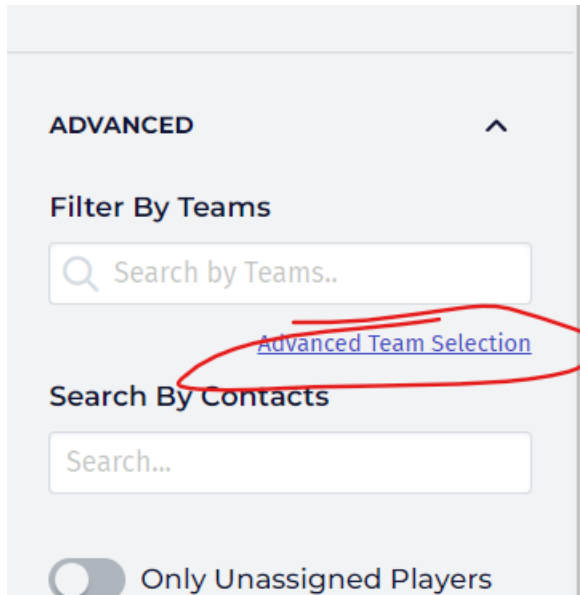 ADVANCED
Filter By Teams
Search by Teams..
Advanced Team Selection
Search By Contacts
Search...
Only Unassigned Players